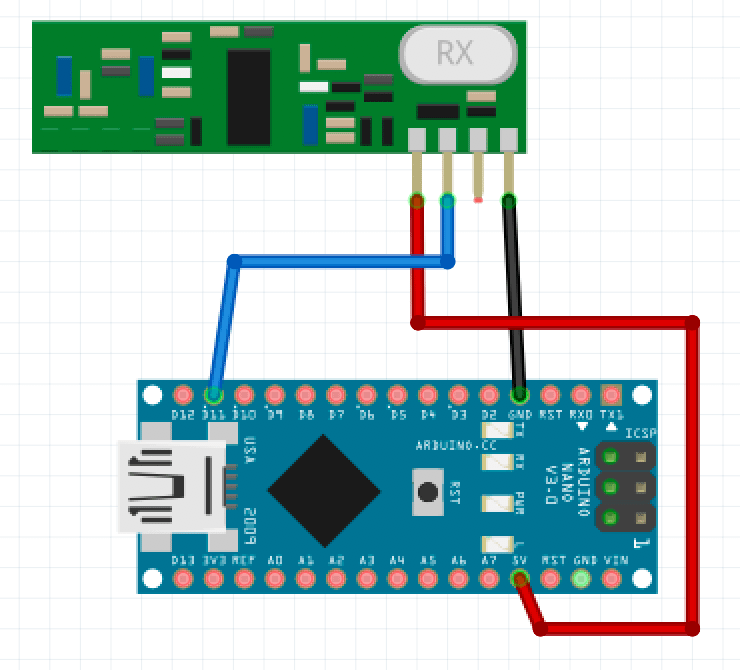 RX
D12 D11 D10 D9 D8 D7 D6 D5 D4 D3 D2 GND RST RX0 TX1
TX
RX
PWR
L
ARDUINO.CC
RST
USA
2009
ARDUINO
NANO
V3.0
ICSP
1
D13 3V3 REF A0 A1 A2 A3 A4 A5 A6 A7 5V RST GND VIN